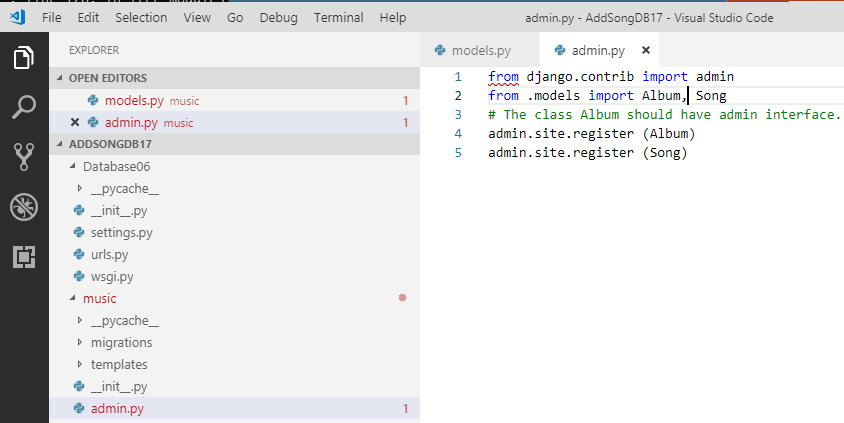 File Edit Selection View Go Debug Terminal Help admin.py - AddSongDB17 - Visual Studio Code
EXPLORER
OPEN EDITORS
models.py music 1
admin.py music 1
ADDSONGDB17
Database06
__pycache__
__init__.py
settings.py
urls.py
wsgi.py
music
__pycache__
migrations
templates
__init__.py
admin.py 1
models.py admin.py
1 from django.contrib import admin
2 from .models import Album, Song
3 # The class Album should have admin interface.
4 admin.site.register (Album)
5 admin.site.register (Song)